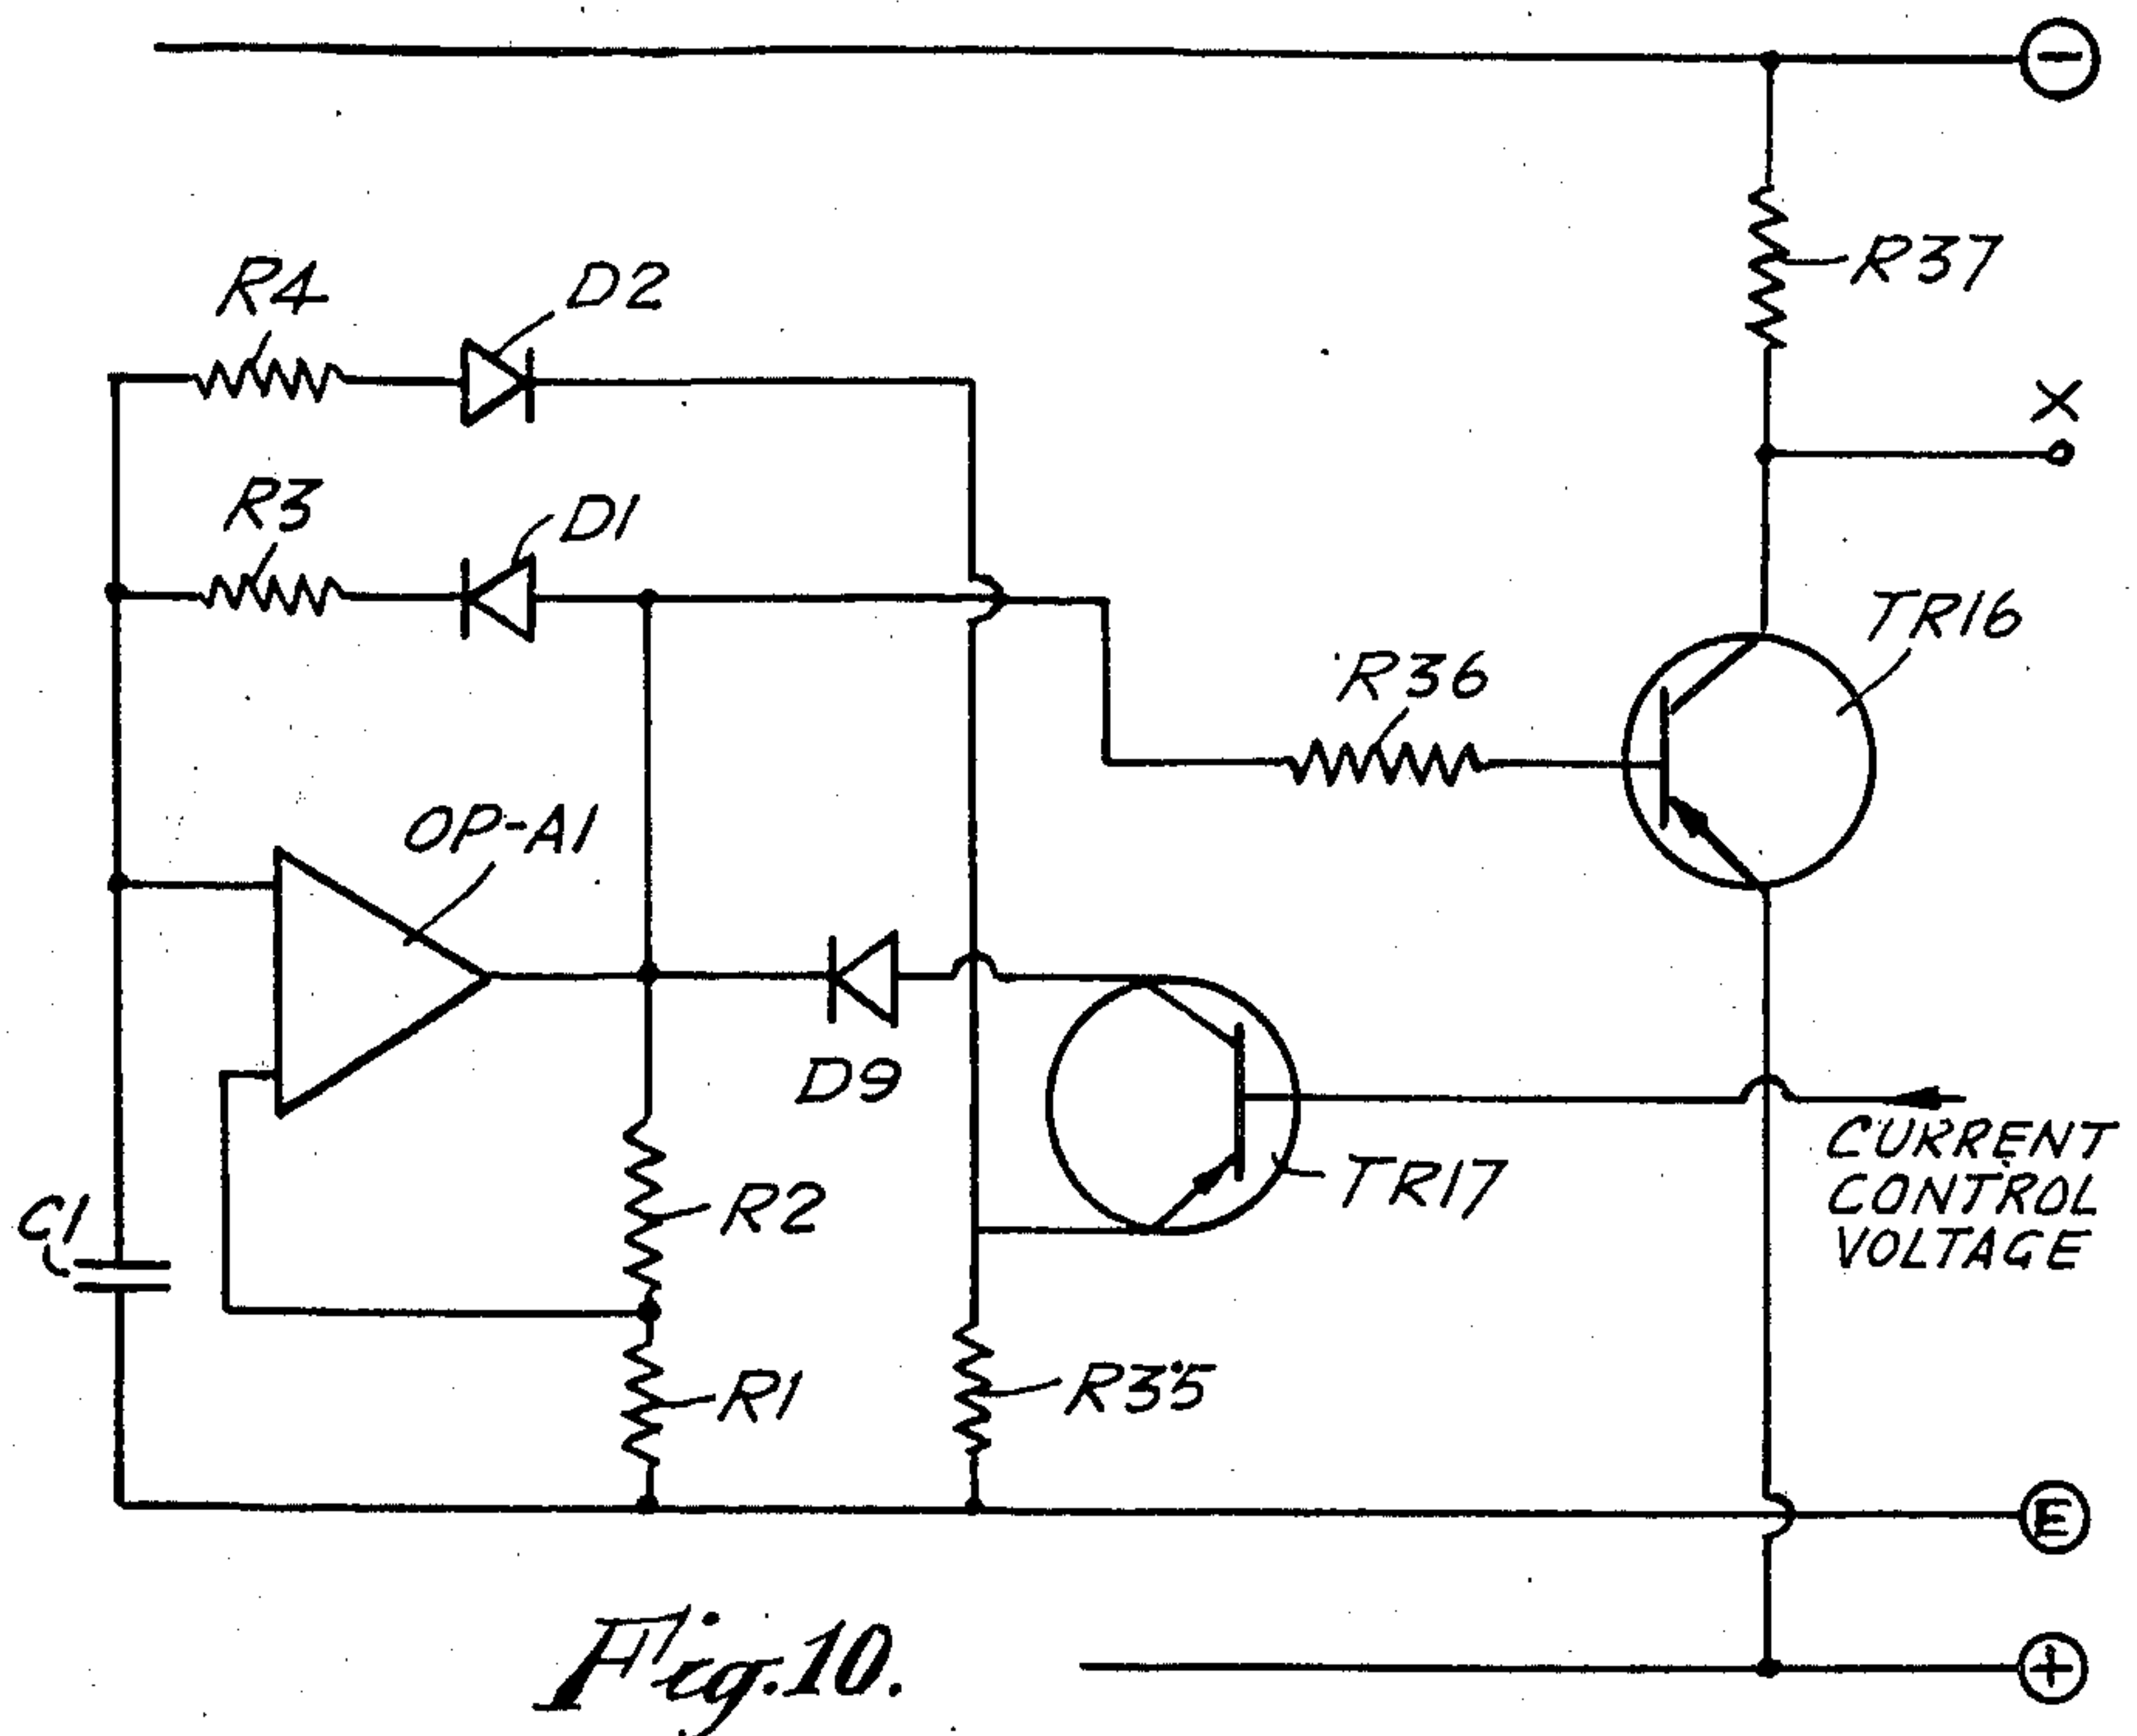 −
R37
R4
D2
X
R3
D1
TR16
R36
OP-A1
D9
CURRENT
CONTROL
VOLTAGE
TR17
C1
R2
R1
R35
E
+
Fig.10.